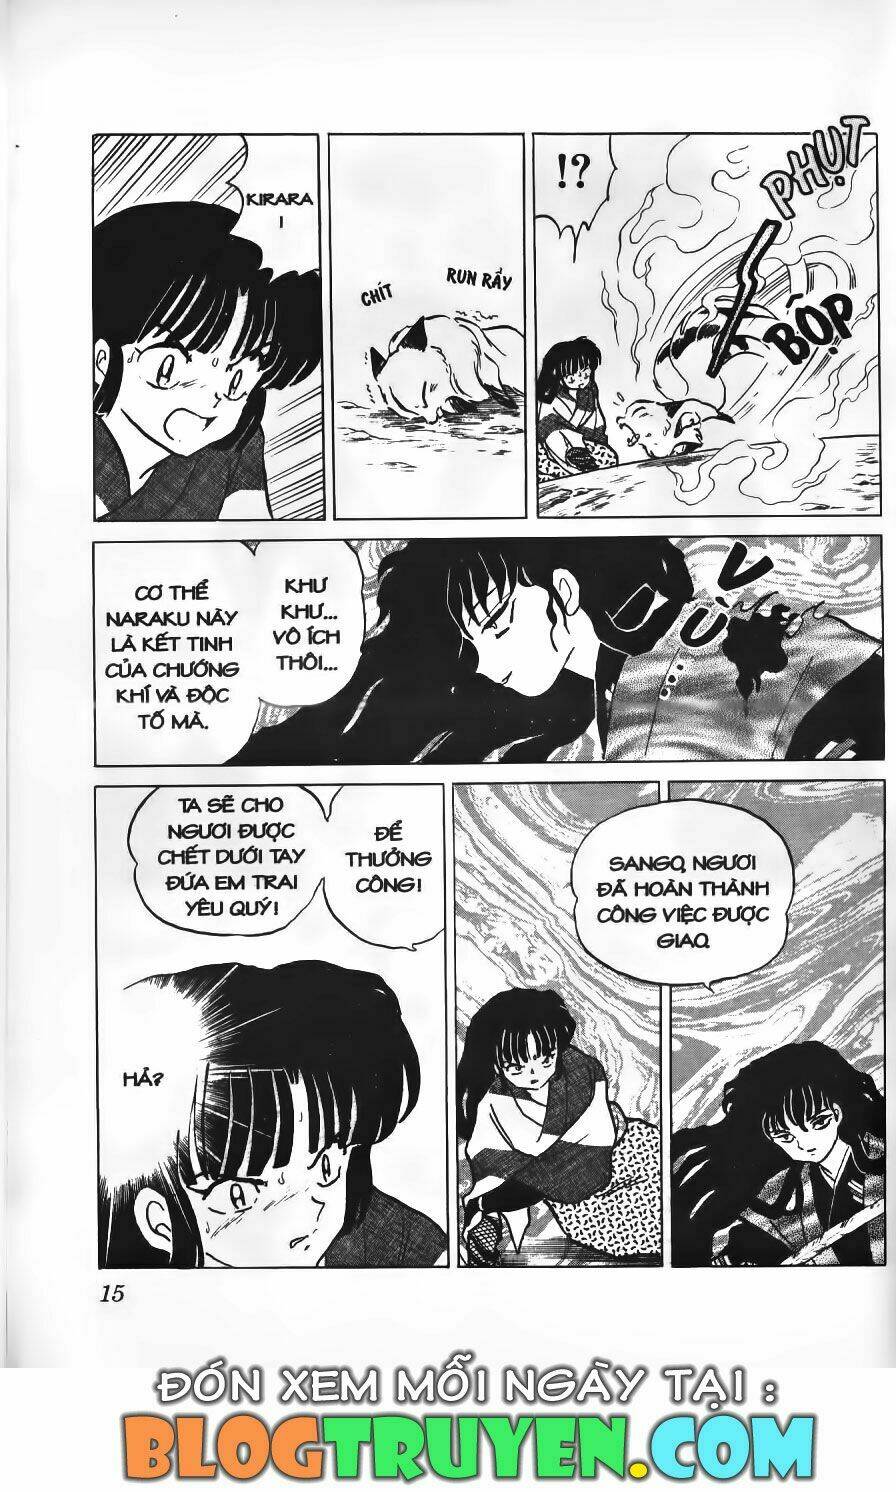 PHỤT
!?
BỐP
RUN RẨY
CHÍT
KIRARA
!
VÙ
KHƯ
KHƯ...
VÔ ÍCH
THÔI...
CƠ THỂ
NARAKU NÀY
LÀ KẾT TINH
CỦA CHƯỚNG
KHÍ VÀ ĐỘC
TỐ MÀ.
SANGO, NGƯƠI
ĐÃ HOÀN THÀNH
CÔNG VIỆC ĐƯỢC
GIAO.
ĐỂ
THƯỞNG
CÔNG!
TA SẼ CHO
NGƯƠI ĐƯỢC
CHẾT DƯỚI TAY
ĐỨA EM TRAI
YÊU QUÝ!
HẢ?
15
ĐÓN XEM MỖI NGÀY TẠI :
BLOGTRUYEN.COM